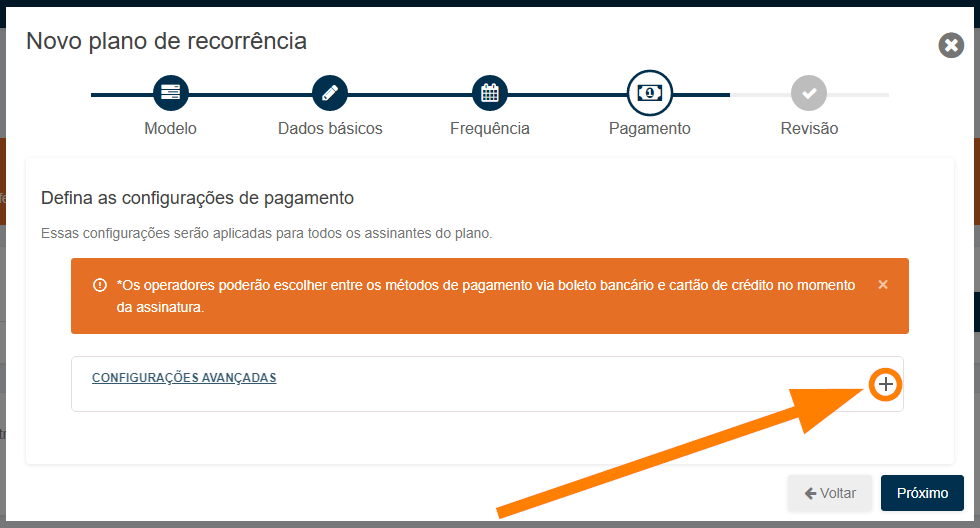 Novo plano de recorrência
Modelo
Dados básicos
Frequência
Pagamento
Revisão
Defina as configurações de pagamento
Essas configurações serão aplicadas para todos os assinantes do plano.
*Os operadores poderão escolher entre os métodos de pagamento via boleto bancário e cartão de crédito no momento
da assinatura.
CONFIGURAÇÕES AVANÇADAS
Voltar
Próximo